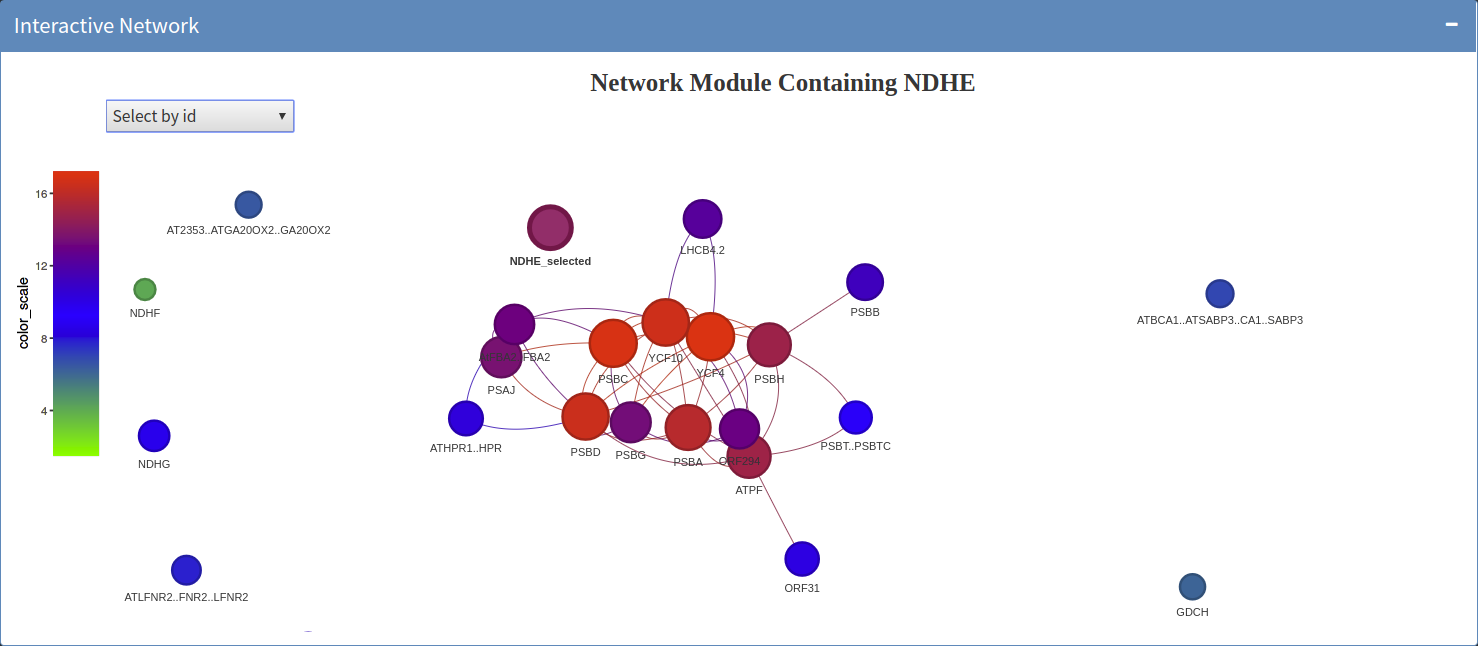 Interactive Network
Network Module Containing NDHE
Select by id
color_scale
16
12
8
4
AT2353..ATGA20OX2..GA20OX2
NDHF
NDHG
ATLFNR2..FNR2..LFNR2
NDHE_selected
LHCB4.2
PSBB
ATBCA1..ATSABP3..CA1..SABP3
FBA2
PSAJ
PSBC
YCF10
YCF4
PSBH
ATHPR1..HPR
PSBD
PSBG
PSBA
ORF294
ATPF
PSBT..PSBTC
ORF31
GDCH